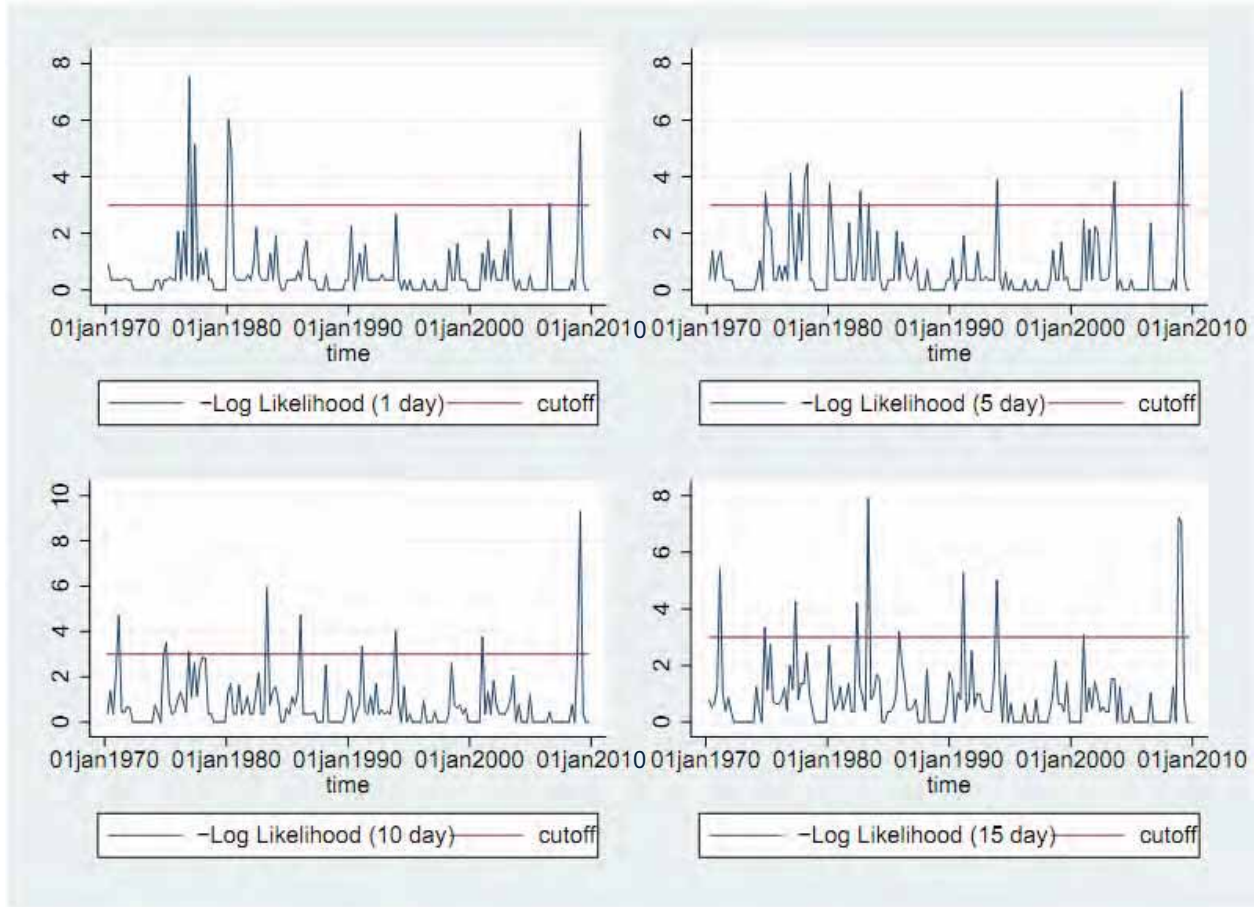 8
6
4
2
0
01jan1970 01jan1980 01jan1990 01jan2000 01jan2010
time
−Log Likelihood (1 day) cutoff
8
6
4
2
0
01jan1970 01jan1980 01jan1990 01jan2000 01jan2010
time
−Log Likelihood (5 day) cutoff
10
8
6
4
2
0
01jan1970 01jan1980 01jan1990 01jan2000 01jan2010
time
−Log Likelihood (10 day) cutoff
8
6
4
2
0
01jan1970 01jan1980 01jan1990 01jan2000 01jan2010
time
−Log Likelihood (15 day) cutoff